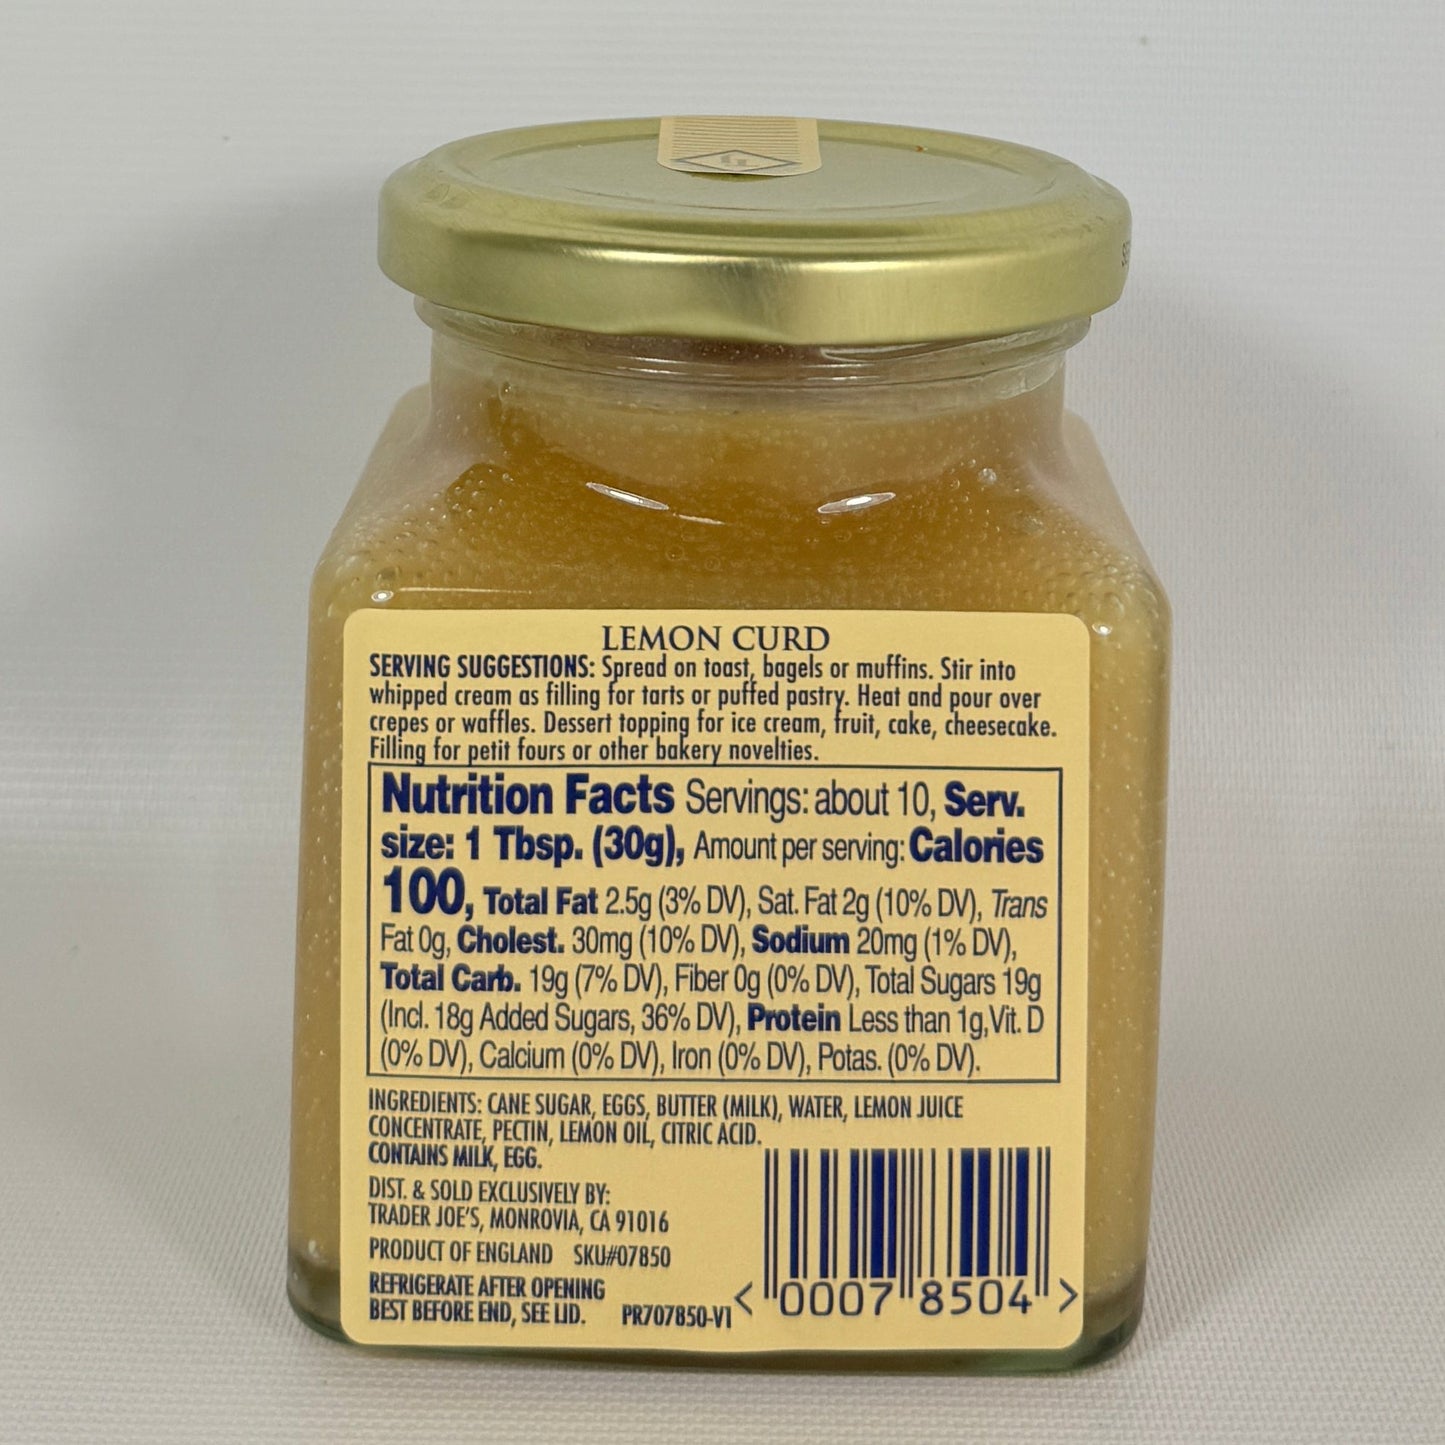 LEMON CURD
SERVING SUGGESTIONS: Spread on toast, bagels or muffins. Stir into
whipped cream as filling for tarts or puffed pastry. Heat and pour over
crepes or waffles. Dessert topping for ice cream, fruit, cake, cheesecake.
Filling for petit fours or other bakery novelties.
Nutrition Facts Servings: about 10, Serv.
size: 1 Tbsp. (30g), Amount per serving: Calories
100, Total Fat 2.5g (3% DV), Sat. Fat 2g (10% DV), Trans
Fat 0g, Cholest. 30mg (10% DV), Sodium 20mg (1% DV),
Total Carb. 19g (7% DV), Fiber 0g (0% DV), Total Sugars 19g
(Incl. 18g Added Sugars, 36% DV), Protein Less than 1g, Vit. D
(0% DV), Calcium (0% DV), Iron (0% DV), Potas. (0% DV).
INGREDIENTS: CANE SUGAR, EGGS, BUTTER (MILK), WATER, LEMON JUICE
CONCENTRATE, PECTIN, LEMON OIL, CITRIC ACID.
CONTAINS MILK, EGG.
DIST. & SOLD EXCLUSIVELY BY:
TRADER JOE'S, MONROVIA, CA 91016
PRODUCT OF ENGLAND SKU#07850
REFRIGERATE AFTER OPENING
BEST BEFORE END, SEE LID. PR707850-V1
< 0007 8504 >